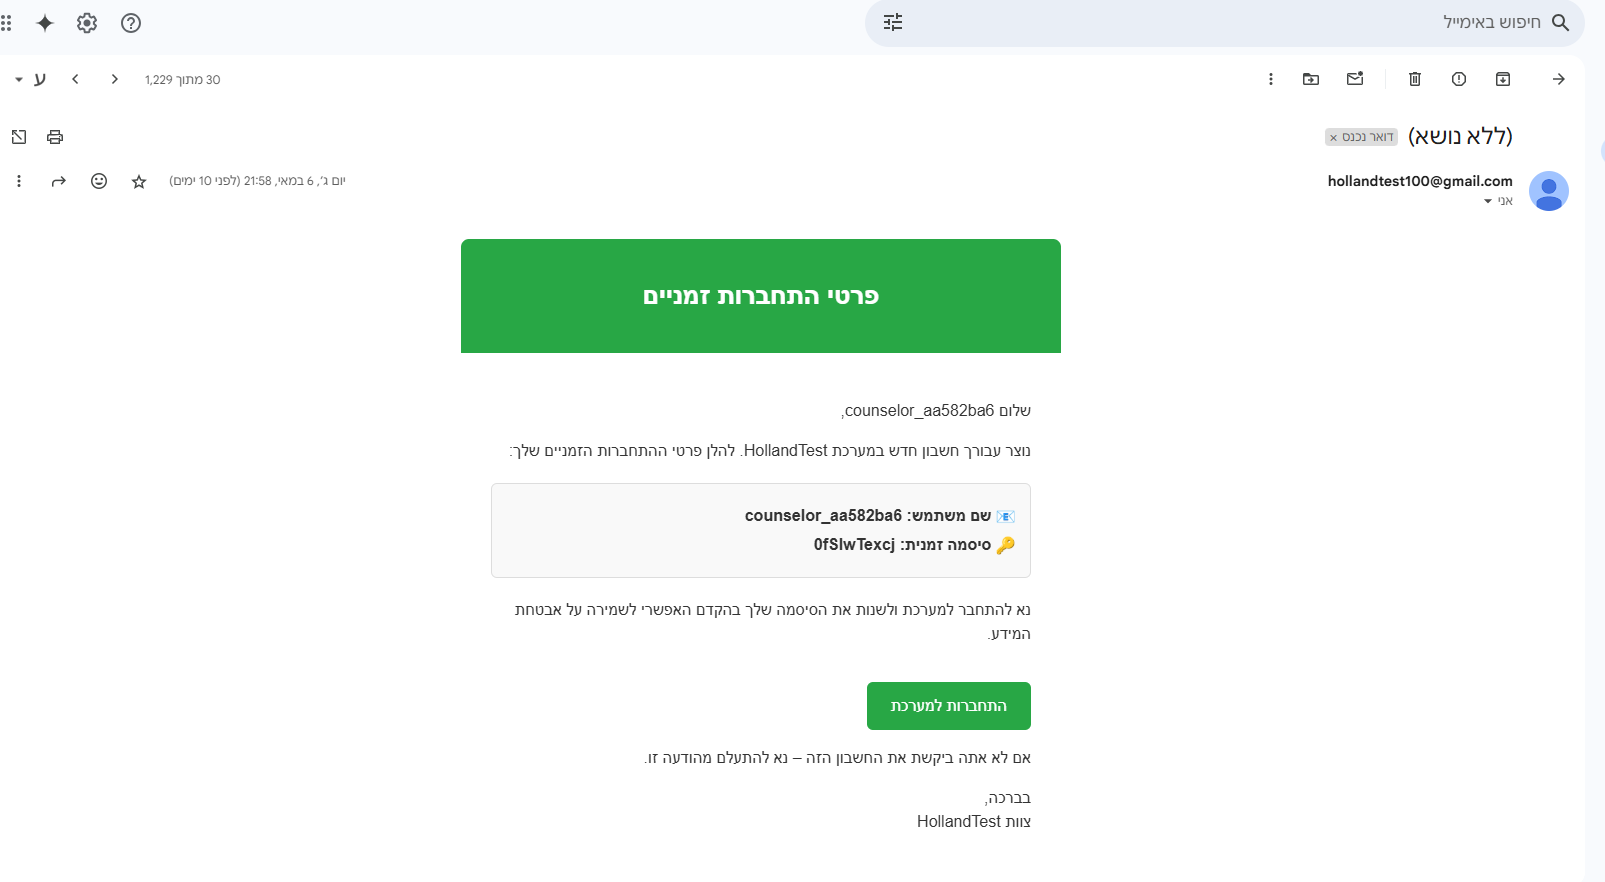 חיפוש באימייל
30 מתוך 1,229
ע
(ללא נושא)
דואר נכנס ×
hollandtest100@gmail.com
יום ג׳, 6 במאי, 21:58 (לפני 10 ימים)
אני
פרטי התחברות זמניים
שלום counselor_aa582ba6,
נוצר עבורך חשבון חדש במערכת HollandTest. להלן פרטי ההתחברות הזמניים שלך:
📧 שם משתמש: counselor_aa582ba6
🔑 סיסמה זמנית: 0fSIwTexcj
נא להתחבר למערכת ולשנות את הסיסמה שלך בהקדם האפשרי לשמירה על אבטחת
המידע.
התחברות למערכת
אם לא אתה ביקשת את החשבון הזה – נא להתעלם מהודעה זו.
בברכה,
צוות HollandTest